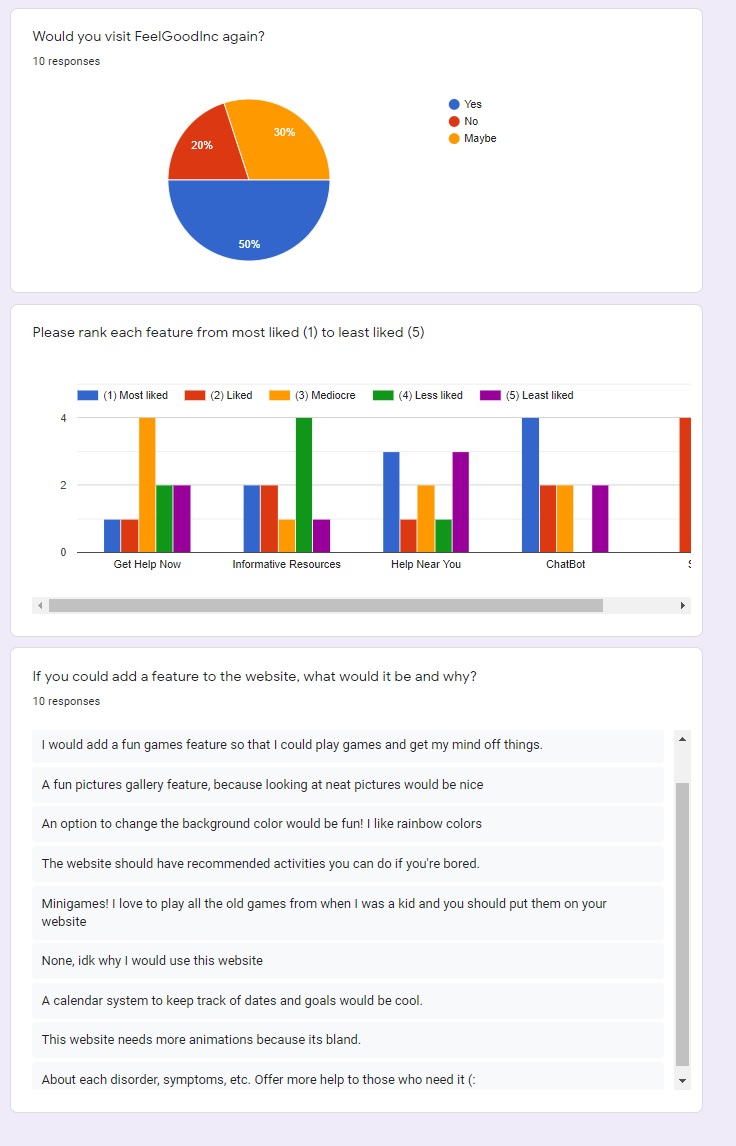 Would you visit FeelGoodInc again?
10 responses
Yes
No
Maybe
30%
20%
50%
Please rank each feature from most liked (1) to least liked (5)
(1) Most liked (2) Liked (3) Mediocre (4) Less liked (5) Least liked
4
2
0
Get Help Now Informative Resources Help Near You ChatBot
If you could add a feature to the website, what would it be and why?
10 responses
I would add a fun games feature so that I could play games and get my mind off things.
A fun pictures gallery feature, because looking at neat pictures would be nice
An option to change the background color would be fun! I like rainbow colors
The website should have recommended activities you can do if you're bored.
Minigames! I love to play all the old games from when I was a kid and you should put them on your
website
None, idk why I would use this website
A calendar system to keep track of dates and goals would be cool.
This website needs more animations because its bland.
About each disorder, symptoms, etc. Offer more help to those who need it (: